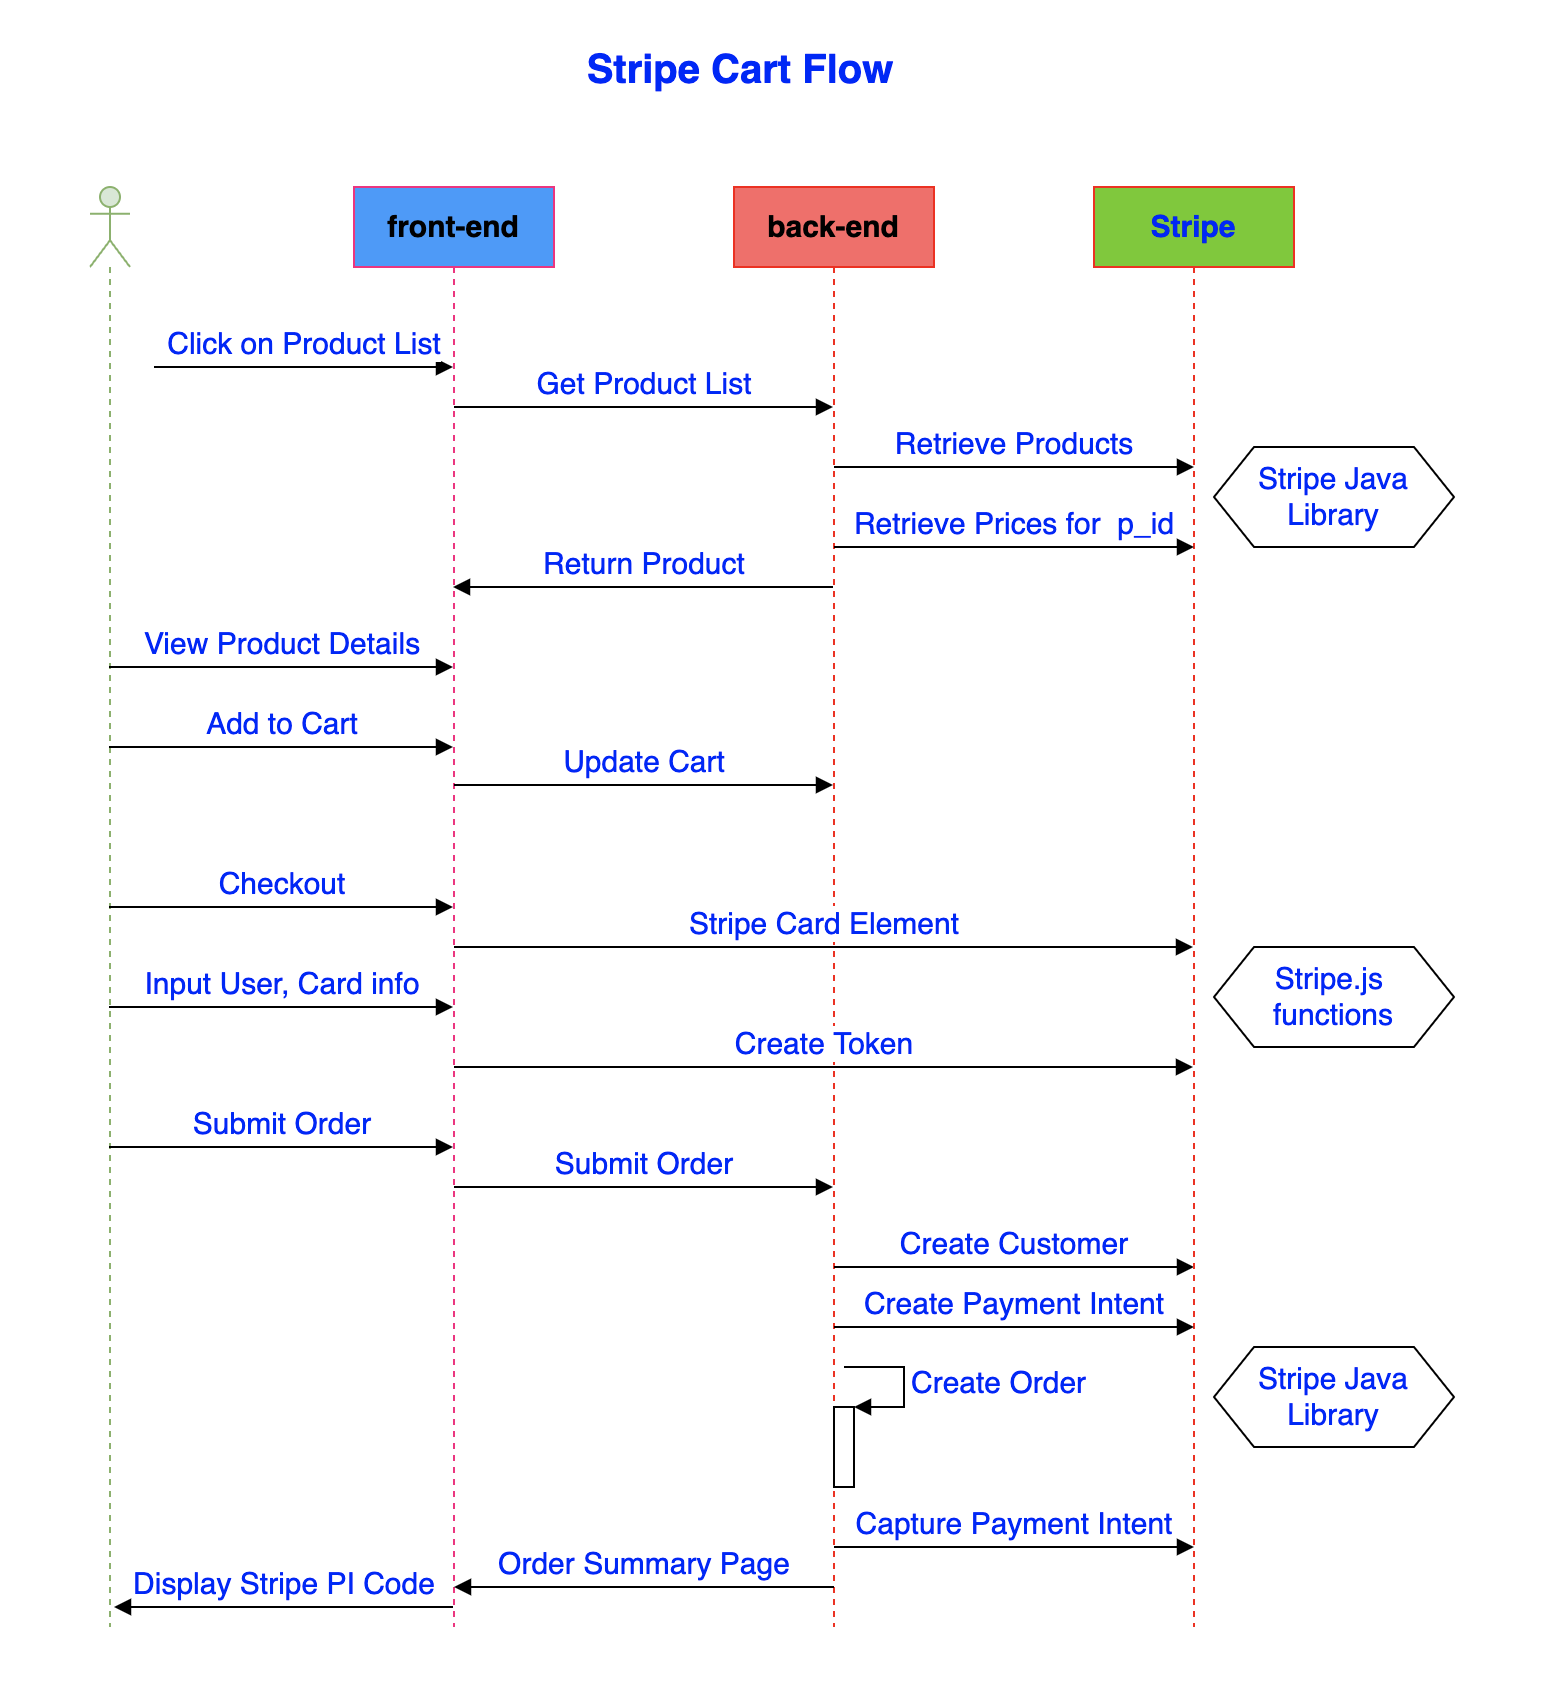 Stripe Cart Flow
front-end
back-end
Stripe
Click on Product List
Get Product List
Retrieve Products
Stripe Java
Library
Retrieve Prices for  p_id
Return Product
View Product Details
Add to Cart
Update Cart
Checkout
Stripe Card Element
Input User, Card info
Stripe.js
functions
Create Token
Submit Order
Submit Order
Create Customer
Create Payment Intent
Create Order
Stripe Java
Library
Capture Payment Intent
Order Summary Page
Display Stripe PI Code